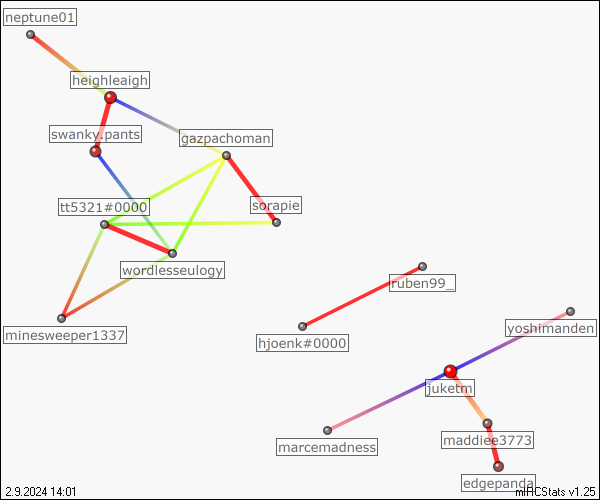 neptune01
heighleaigh
swanky.pants
gazpachoman
tt5321#0000
sorapie
wordlesseulogy
ruben99_
minesweeper1337
hjoenk#0000
yoshimanden
juketm
marcemadness
maddiee3773
edgepanda
2.9.2024 14:01
mIRCStats v1.25